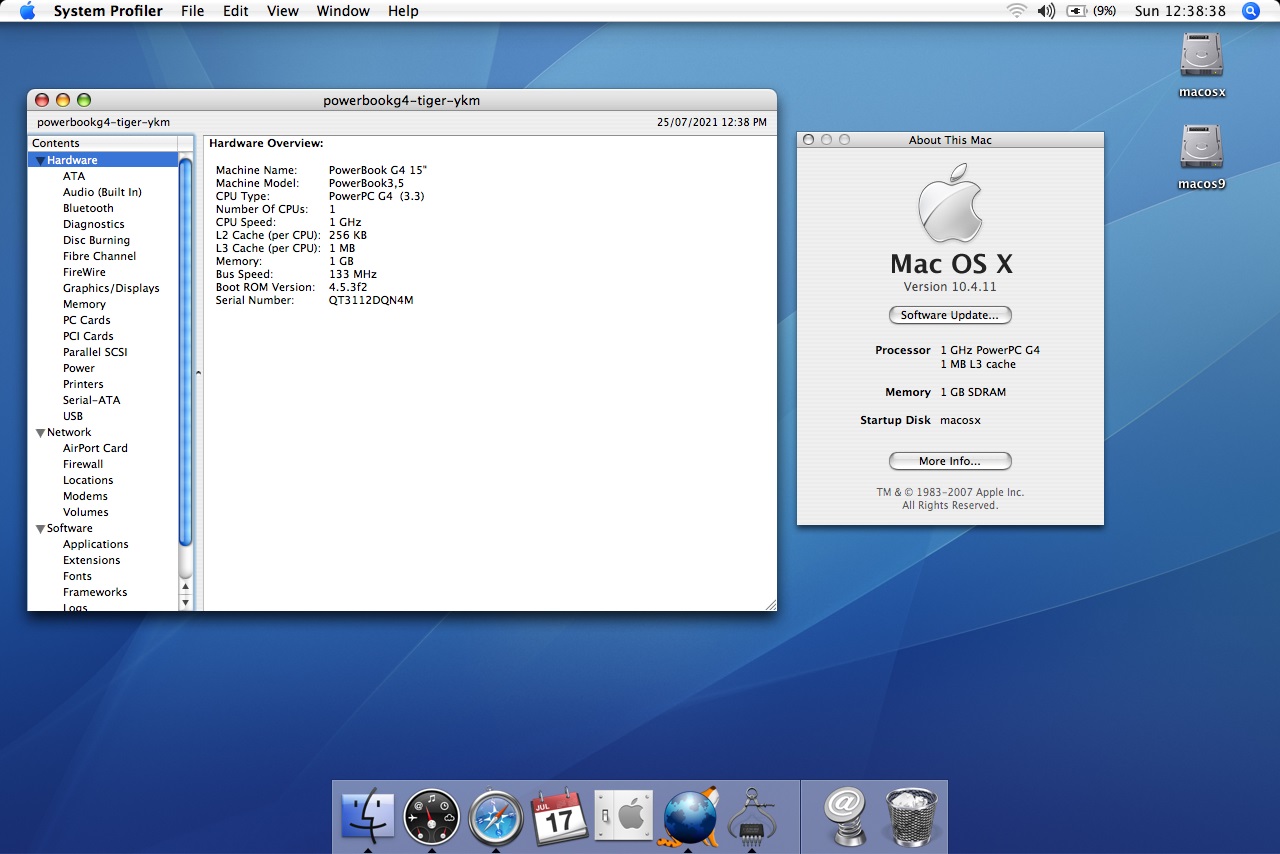 System Profiler File Edit View Window Help (9%) Sun 12:38:38
macosx
macos9
powerbookg4-tiger-ykm
powerbookg4-tiger-ykm 25/07/2021 12:38 PM
Contents
Hardware
ATA
Audio (Built In)
Bluetooth
Diagnostics
Disc Burning
Fibre Channel
FireWire
Graphics/Displays
Memory
PC Cards
PCI Cards
Parallel SCSI
Power
Printers
Serial-ATA
USB
Network
AirPort Card
Firewall
Locations
Modems
Volumes
Software
Applications
Extensions
Fonts
Frameworks
Logs
Hardware Overview:
Machine Name: PowerBook G4 15"
Machine Model: PowerBook3,5
CPU Type: PowerPC G4 (3.3)
Number Of CPUs: 1
CPU Speed: 1 GHz
L2 Cache (per CPU): 256 KB
L3 Cache (per CPU): 1 MB
Memory: 1 GB
Bus Speed: 133 MHz
Boot ROM Version: 4.5.3f2
Serial Number: QT3112DQN4M
About This Mac
Mac OS X
Version 10.4.11
Software Update...
Processor 1 GHz PowerPC G4
1 MB L3 cache
Memory 1 GB SDRAM
Startup Disk macosx
More Info...
TM & © 1983-2007 Apple Inc.
All Rights Reserved.
JUL
17
@